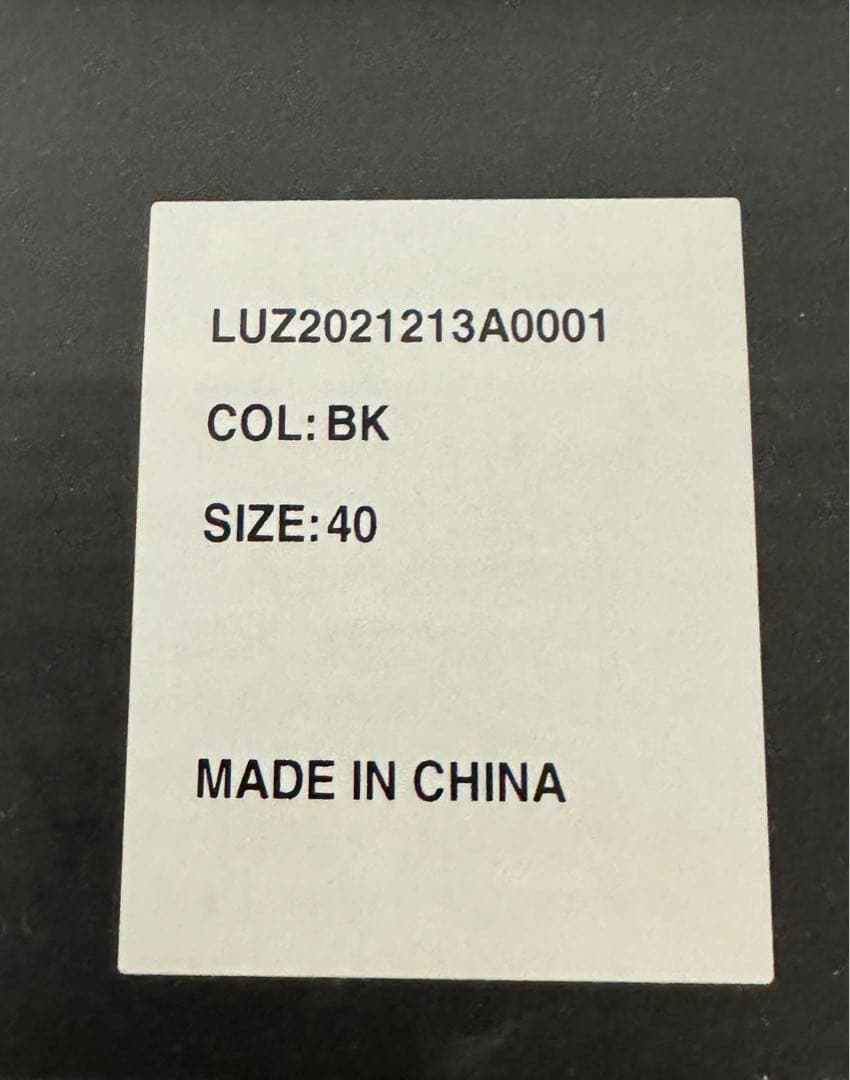 LUZ2021213A0001
COL:BK
SIZE:40
MADE IN CHINA